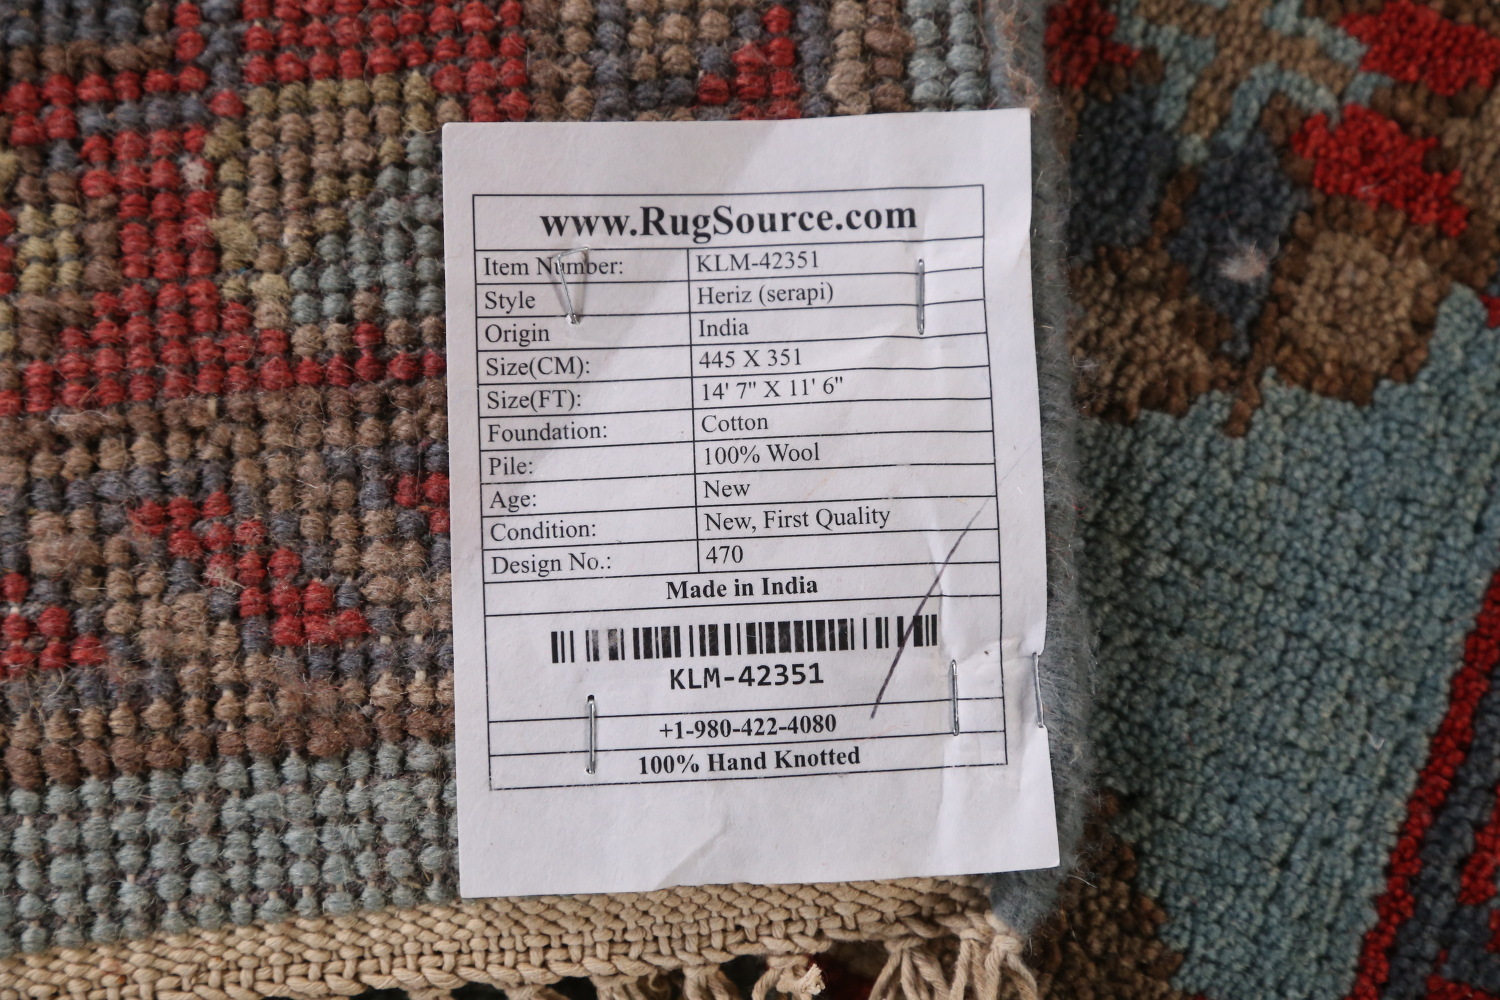 www.RugSource.com
Item Number: KLM-42351
Style Heriz (serapi)
Origin India
Size(CM): 445 X 351
Size(FT): 14' 7" X 11' 6"
Foundation: Cotton
Pile: 100% Wool
Age: New
Condition: New, First Quality
Design No.: 470
Made in India
KLM-42351
+1-980-422-4080
100% Hand Knotted